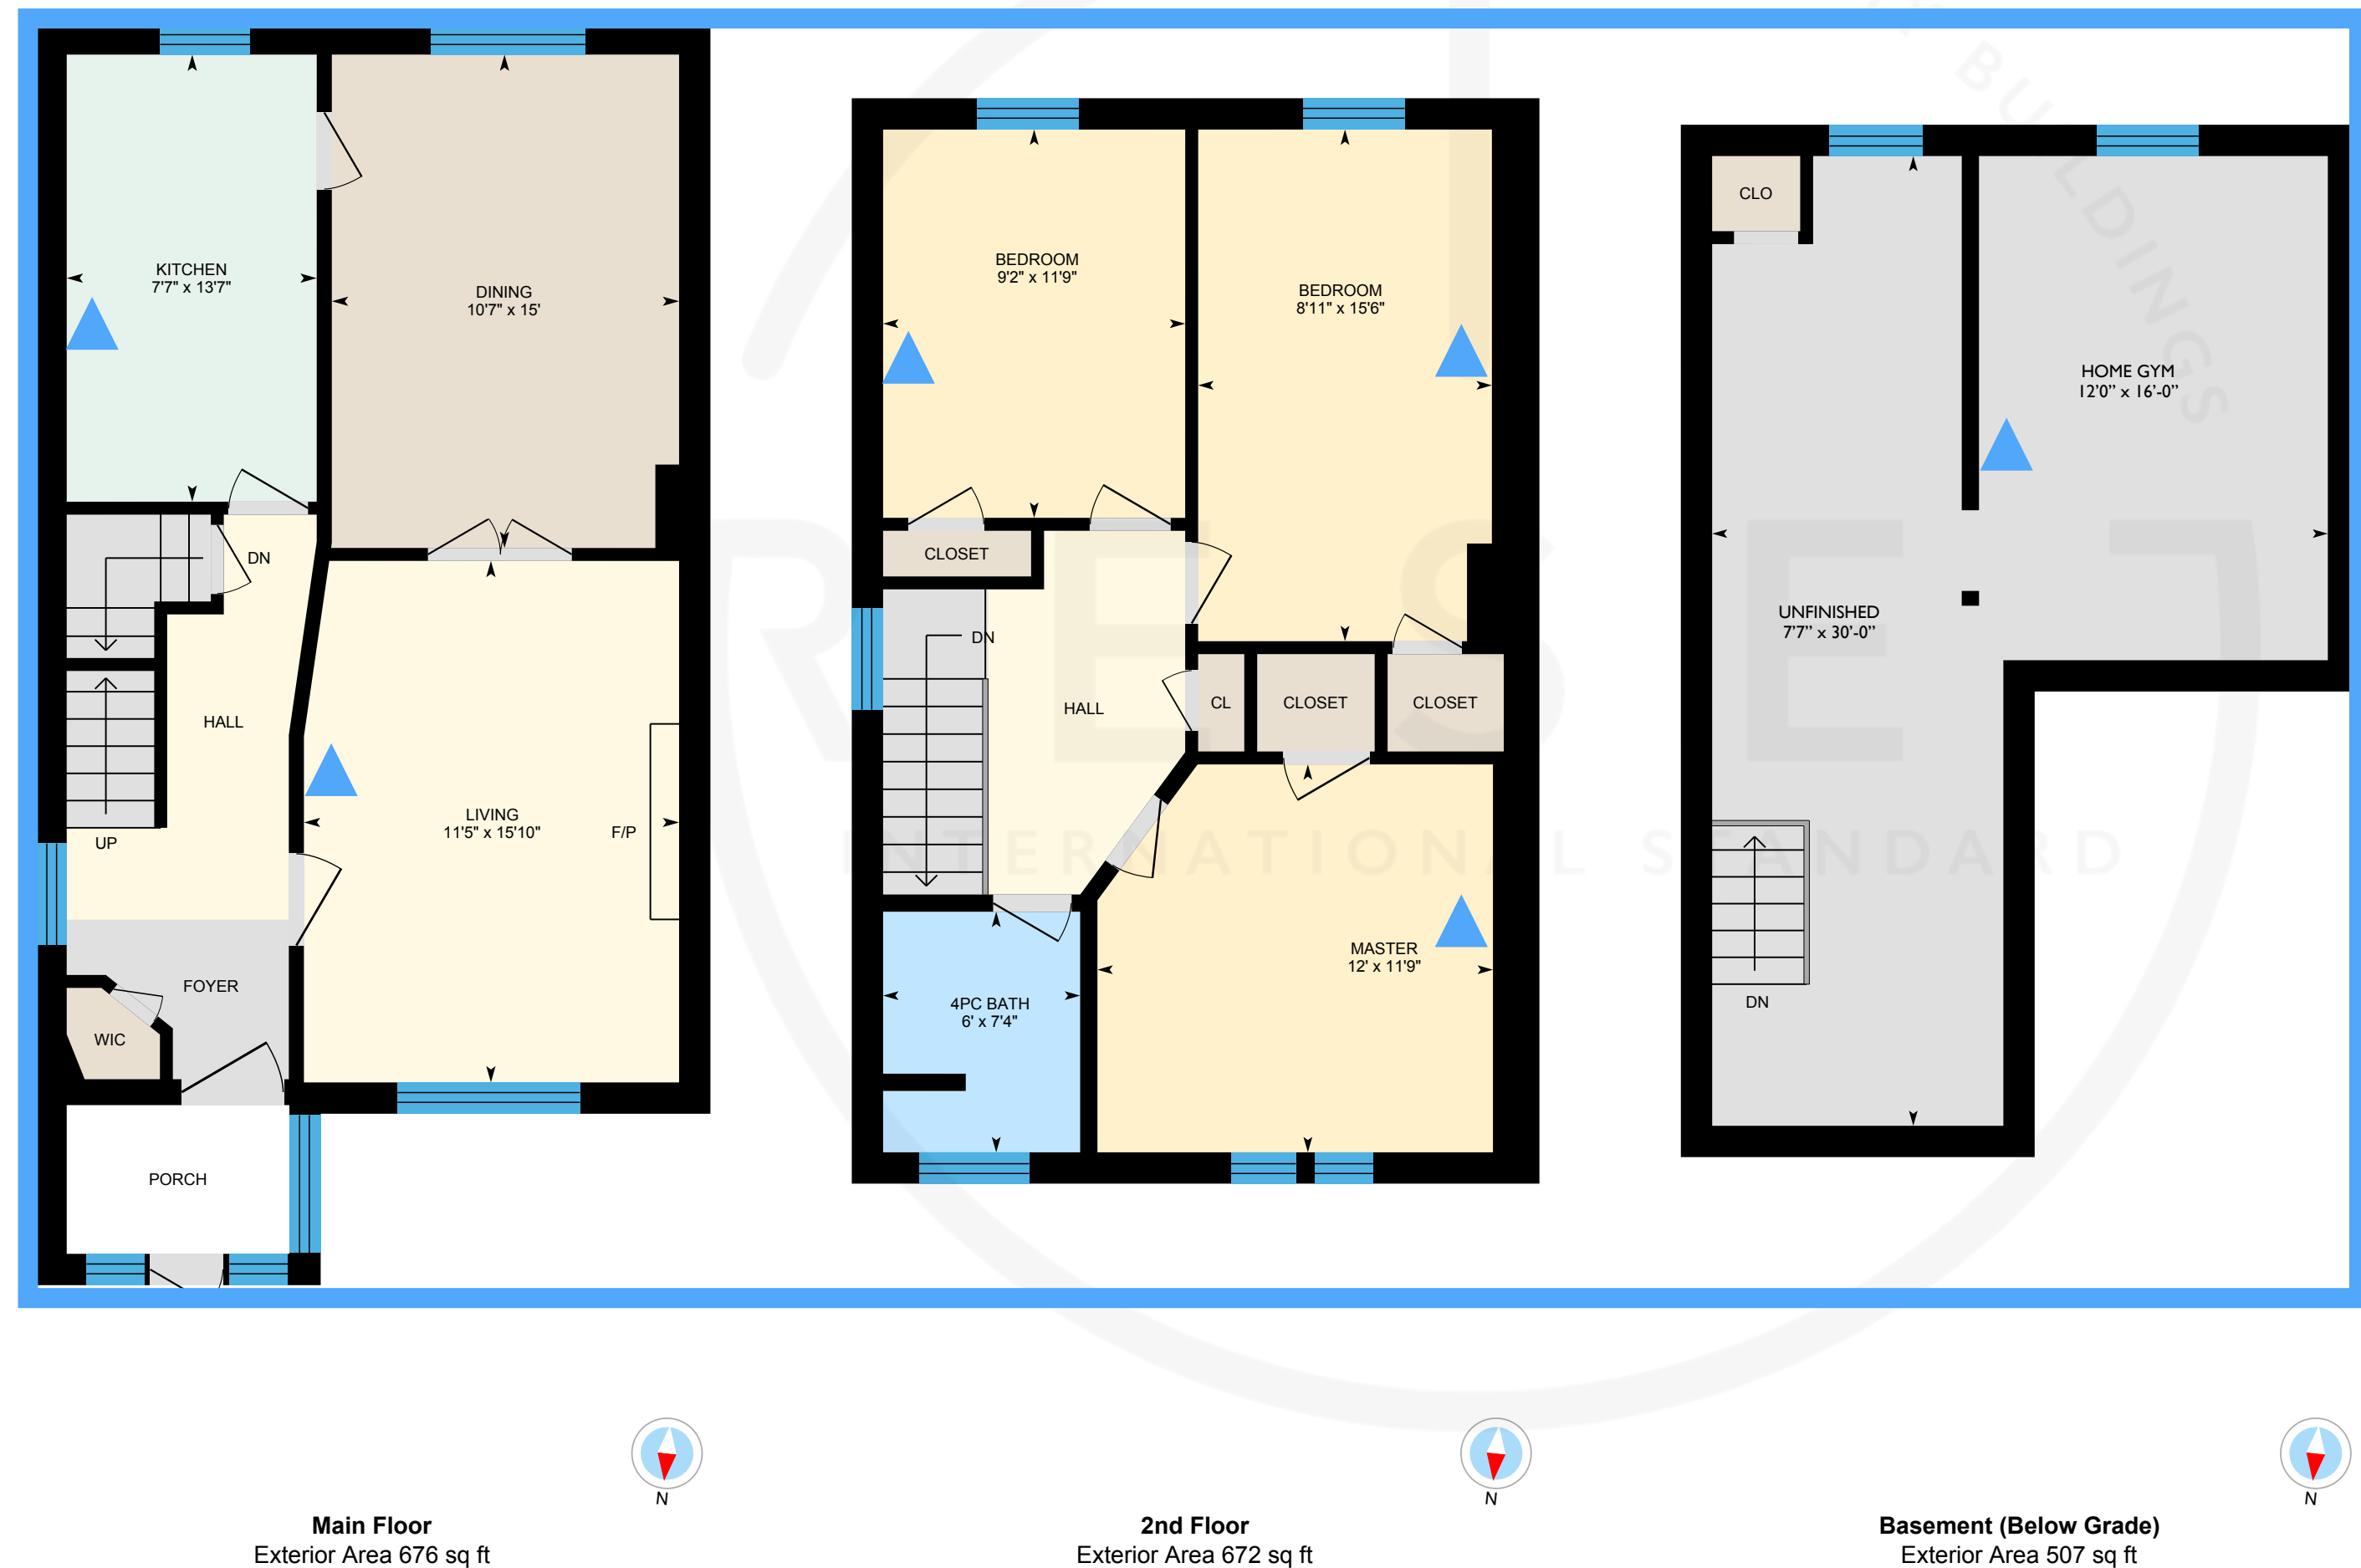 KITCHEN
7'7" x 13'7"
DINING
10'7" x 15'
DN
HALL
UP
LIVING
11'5" x 15'10"
F/P
FOYER
WIC
PORCH
N
Main Floor
Exterior Area 676 sq ft
BEDROOM
9'2" x 11'9"
BEDROOM
8'11" x 15'6"
CLOSET
DN
HALL
CL
CLOSET
CLOSET
MASTER
12' x 11'9"
4PC BATH
6' x 7'4"
N
2nd Floor
Exterior Area 672 sq ft
CLO
HOME GYM
12'0” x 16'-0”
UNFINISHED
7'7” x 30'-0”
DN
N
Basement (Below Grade)
Exterior Area 507 sq ft
BUILDINGS
RESET
INTERNATIONAL STANDARD